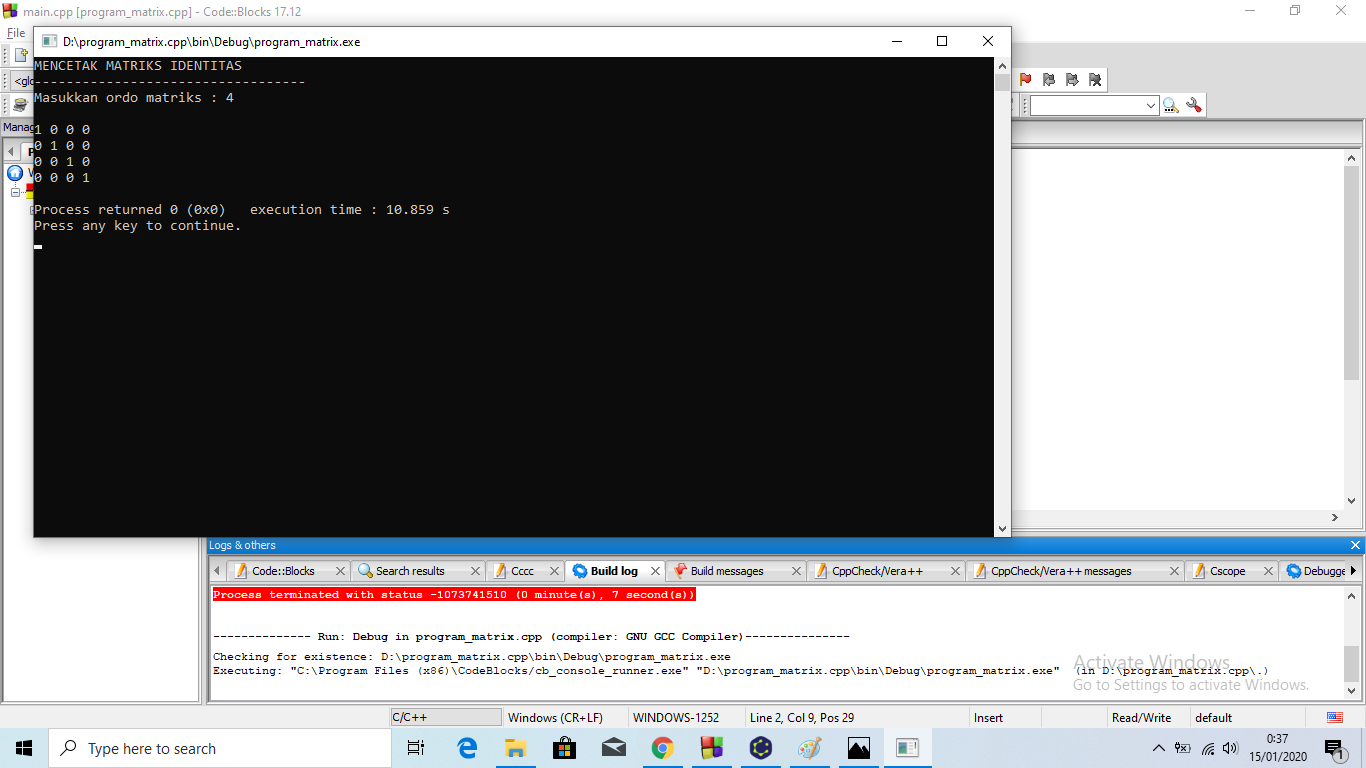 main.cpp [program_matrix.cpp] - Code::Blocks 17.12
File
D:\program_matrix.cpp\bin\Debug\program_matrix.exe
MENCETAK MATRIKS IDENTITAS
----------------------------------
<glo
Masukkan ordo matriks : 4
Manag
1 0 0 0
0 1 0 0
0 0 1 0
0 0 0 1
Process returned 0 (0x0)   execution time : 10.859 s
Press any key to continue.
Logs & others
Code::Blocks
Search results
Cccc
Build log
Build messages
CppCheck/Vera++
CppCheck/Vera++ messages
Cscope
Debugge
Process terminated with status -1073741510 (0 minute(s), 7 second(s))
-------------- Run: Debug in program_matrix.cpp (compiler: GNU GCC Compiler)---------------
Checking for existence: D:\program_matrix.cpp\bin\Debug\program_matrix.exe
Executing: "C:\Program Files (x86)\CodeBlocks/cb_console_runner.exe" "D:\program_matrix.cpp\bin\Debug\program_matrix.exe"  (in D:\program_matrix.cpp\.)
Activate Windows
Go to Settings to activate Windows.
C/C++
Windows (CR+LF)
WINDOWS-1252
Line 2, Col 9, Pos 29
Insert
Read/Write
default
Type here to search
0:37
15/01/2020
1